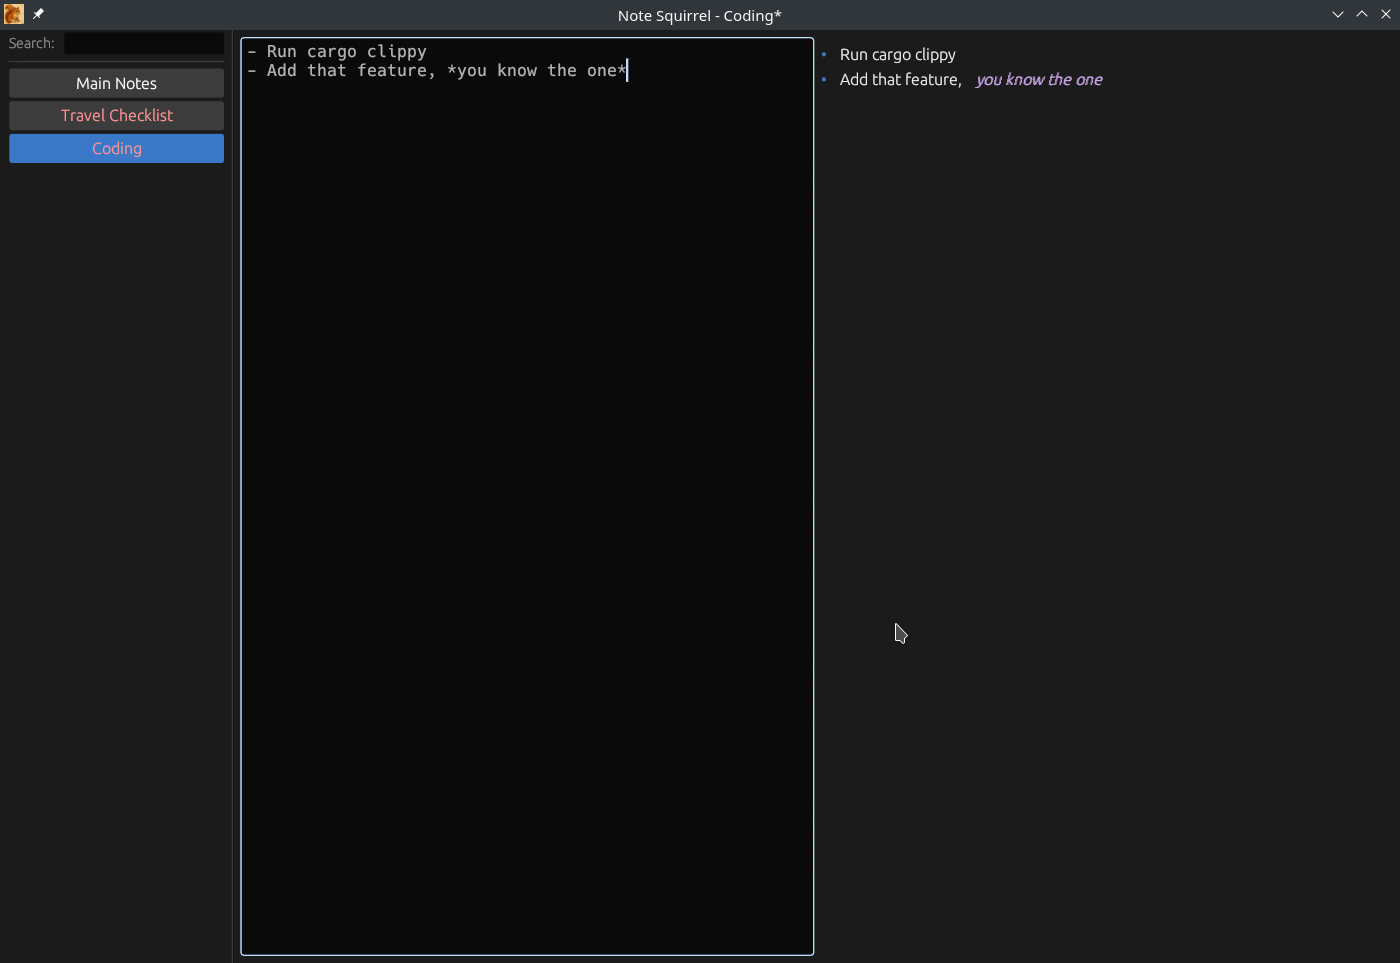 Note Squirrel - Coding*
Search:
Main Notes
Travel Checklist
Coding
- Run cargo clippy
- Add that feature, *you know the one*
• Run cargo clippy
• Add that feature, you know the one